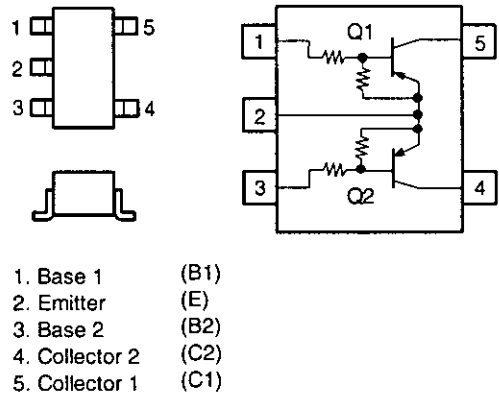 1
5
2
3
4
Q1
1
5
2
3
4
Q2
1. Base 1 (B1)
2. Emitter (E)
3. Base 2 (B2)
4. Collector 2 (C2)
5. Collector 1 (C1)